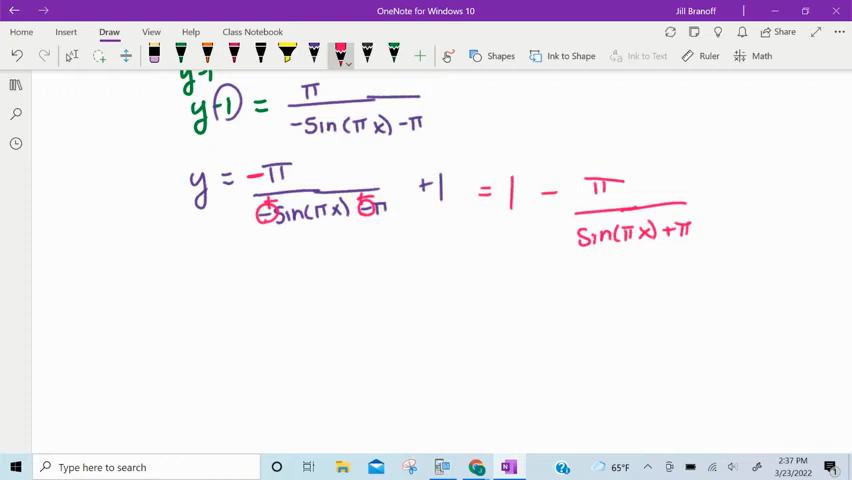 OneNote for Windows 10
Jill Branoff
Home Insert Draw View Help Class Notebook
Share
Shapes Ink to Shape Ink to Text Ruler Math
y-1
y-1 = π / (-Sin(πx) - π)
y = -π / (-Sin(πx) - π) + 1 = 1 - π / (Sin(πx) + π)
+ +
Type here to search
65°F
2:37 PM
3/23/2022